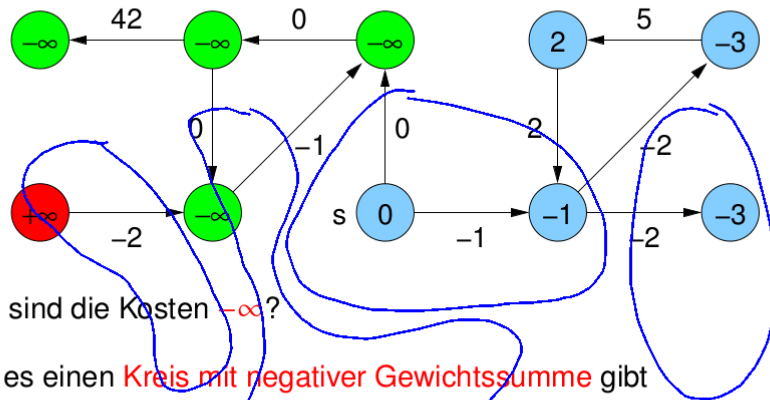 42 0 5
−∞ −∞ −∞ 2 −3
0 −1 0 2 −2
+∞ −∞ s 0 −1 −3
−2 −1 −2
sind die Kosten −∞?
es einen Kreis mit negativer Gewichtssumme gibt